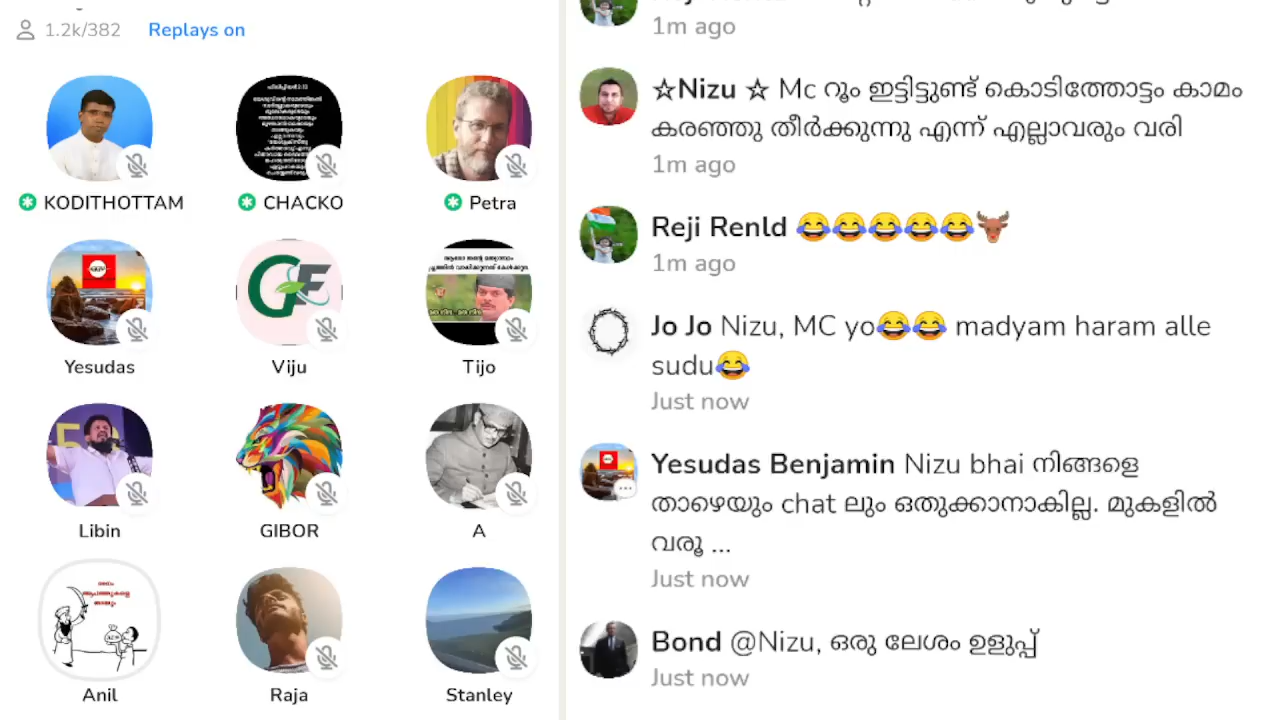 1.2k/382 Replays on
KODITHOTTAM CHACKO Petra
Yesudas Viju Tijo
Libin GIBOR A
Anil Raja Stanley
1m ago
☆Nizu ☆ Mc റൂം ഇട്ടിട്ടുണ്ട് കൊടിത്തോട്ടം കാമം
കരഞ്ഞു തീർക്കുന്നു എന്ന് എല്ലാവരും വരി
1m ago
Reji Renld 😂😂😂😂😂🦌
1m ago
Jo Jo Nizu, MC yo😂😂 madyam haram alle
sudu😂
Just now
Yesudas Benjamin Nizu bhai നിങ്ങളെ
താഴെയും chat ലും ഒതുക്കാനാകില്ല. മുകളിൽ
വരൂ ...
Just now
Bond @Nizu, ഒരു ലേശം ഉളുപ്പ്
Just now